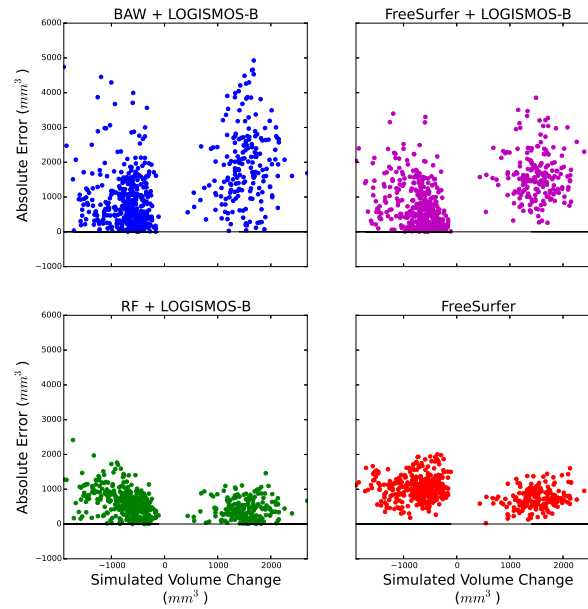 BAW + LOGISMOS-B
FreeSurfer + LOGISMOS-B
6000
5000
4000
3000
2000
1000
0
−1000
Absolute Error (mm³ )
RF + LOGISMOS-B
FreeSurfer
6000
5000
4000
3000
2000
1000
0
−1000
Absolute Error (mm³ )
−1000 0 1000 2000
−1000 0 1000 2000
Simulated Volume Change
(mm³ )
Simulated Volume Change
(mm³ )